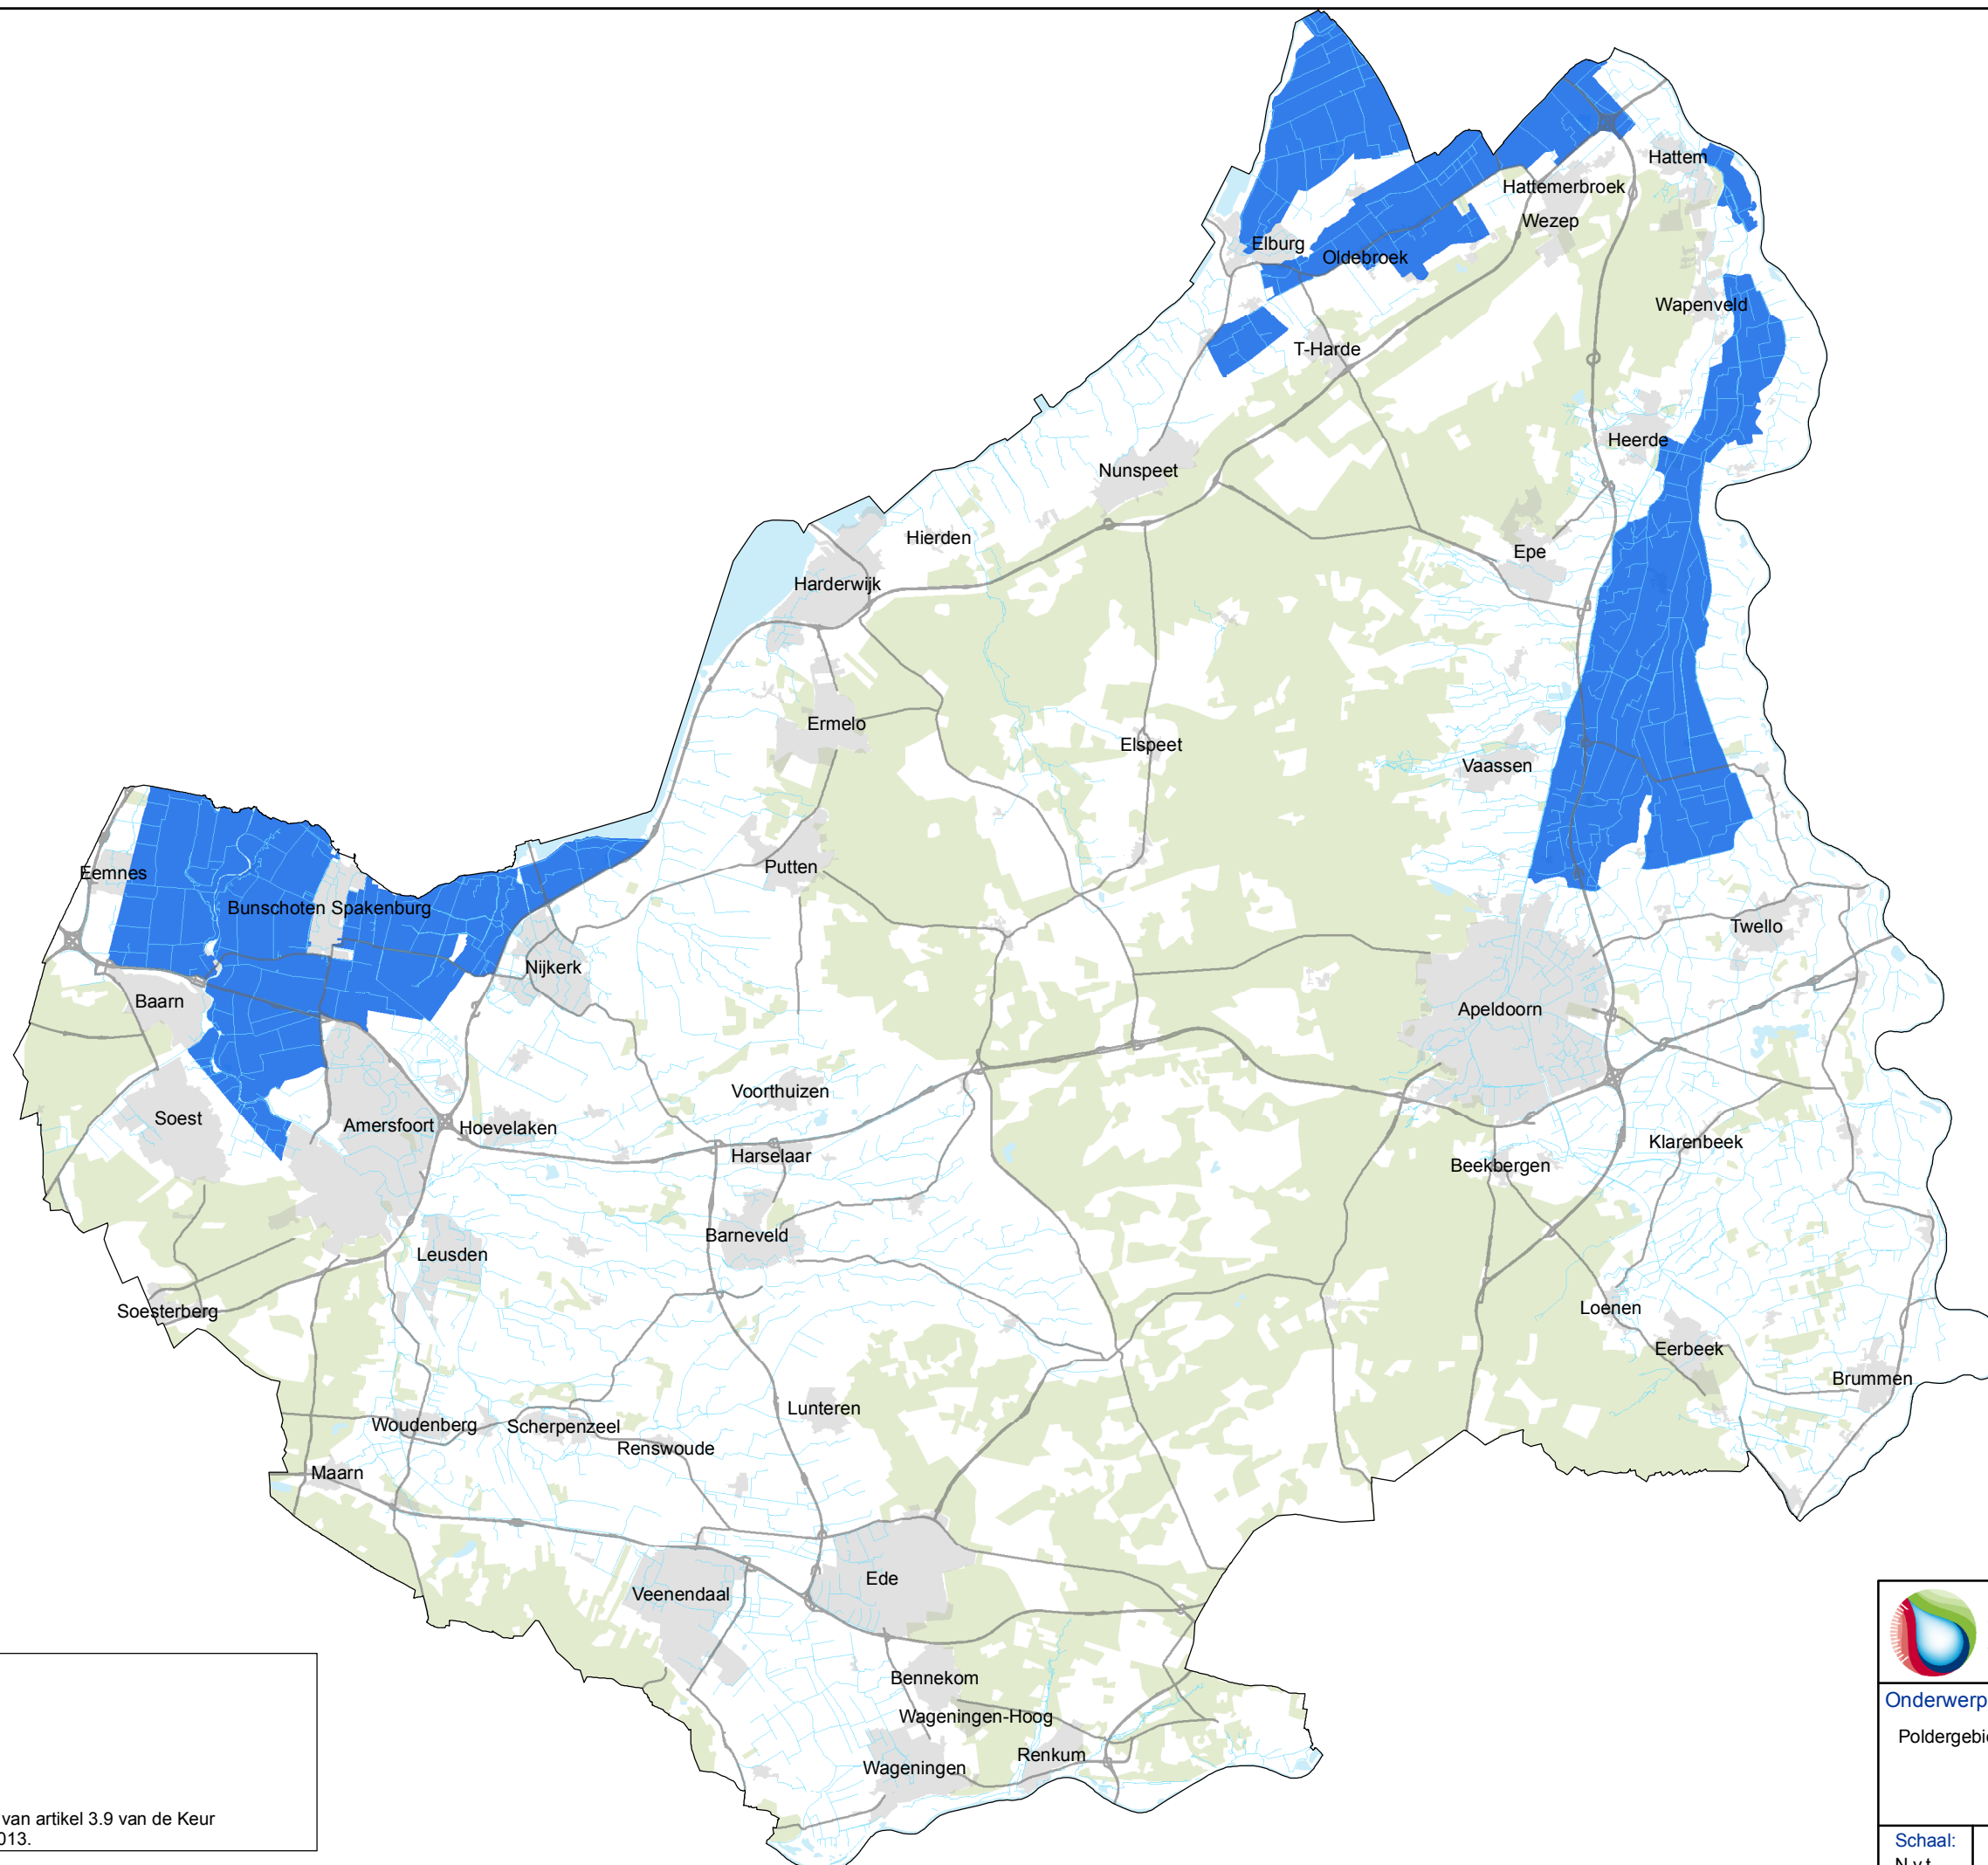 Hattem
Hattemerbroek
Wezep
Elburg
Oldebroek
Wapenveld
T-Harde
Heerde
Nunspeet
Hierden
Epe
Harderwijk
Ermelo
Elspeet
Vaassen
Putten
Eemnes
Bunschoten Spakenburg
Twello
Nijkerk
Baarn
Apeldoorn
Voorthuizen
Soest
Amersfoort
Hoevelaken
Klarenbeek
Harselaar
Beekbergen
Barneveld
Leusden
Soesterberg
Loenen
Eerbeek
Brummen
Lunteren
Woudenberg
Scherpenzeel
Renswoude
Maarn
Ede
Veenendaal
Bennekom
Wageningen-Hoog
Renkum
Wageningen
van artikel 3.9 van de Keur
013.
Onderwerp
Poldergebi
Schaal:
N.v.t.